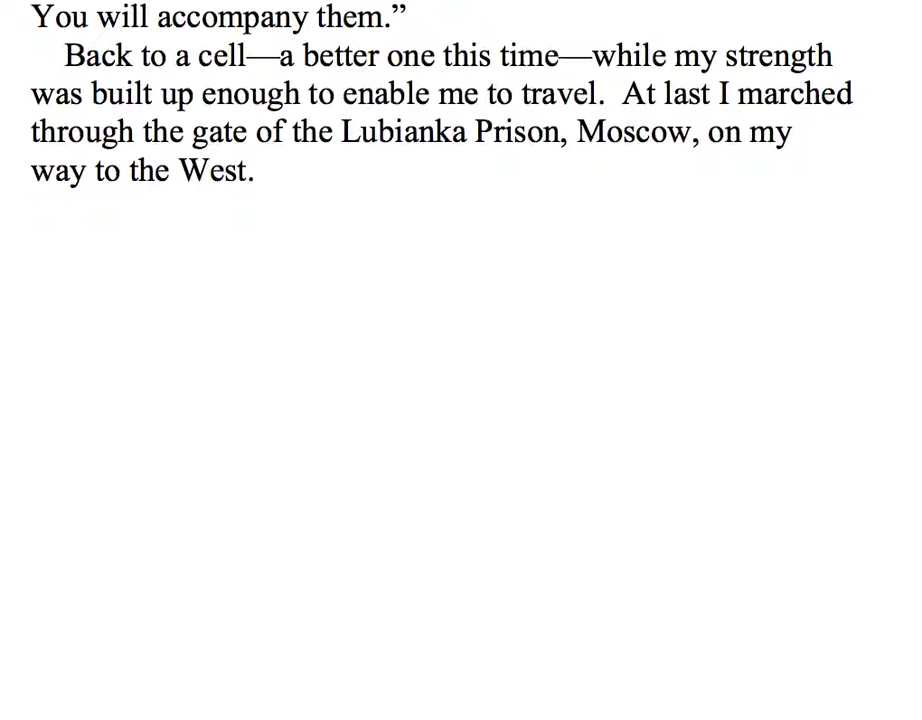 You will accompany them.”
Back to a cell—a better one this time—while my strength
was built up enough to enable me to travel.  At last I marched
through the gate of the Lubianka Prison, Moscow, on my
way to the West.